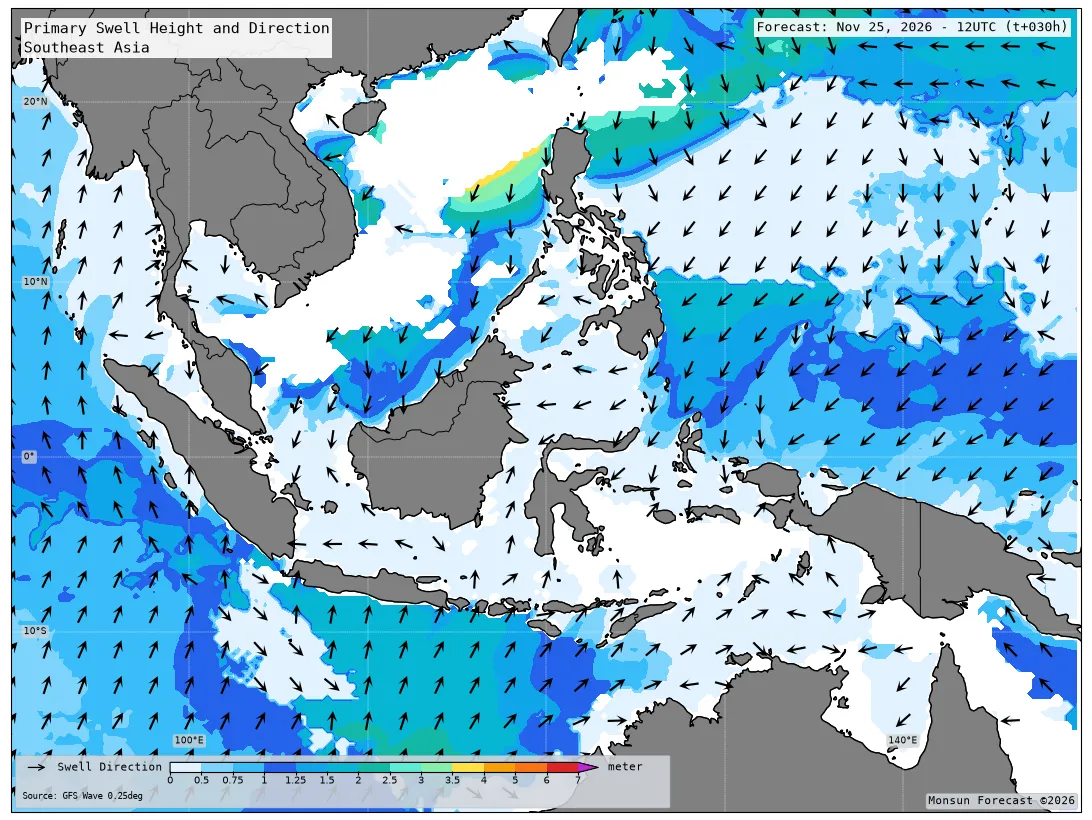 Primary Swell Height and Direction
Southeast Asia
Forecast: Nov 25, 2026 - 12UTC (t+030h)
20°N
10°N
0°
10°S
100°E
140°E
Swell Direction
0 0.5 0.75 1 1.25 1.5 2 2.5 3 3.5 4 5 6 7
meter
Source: GFS Wave 0.25deg
Monsun Forecast ©2026